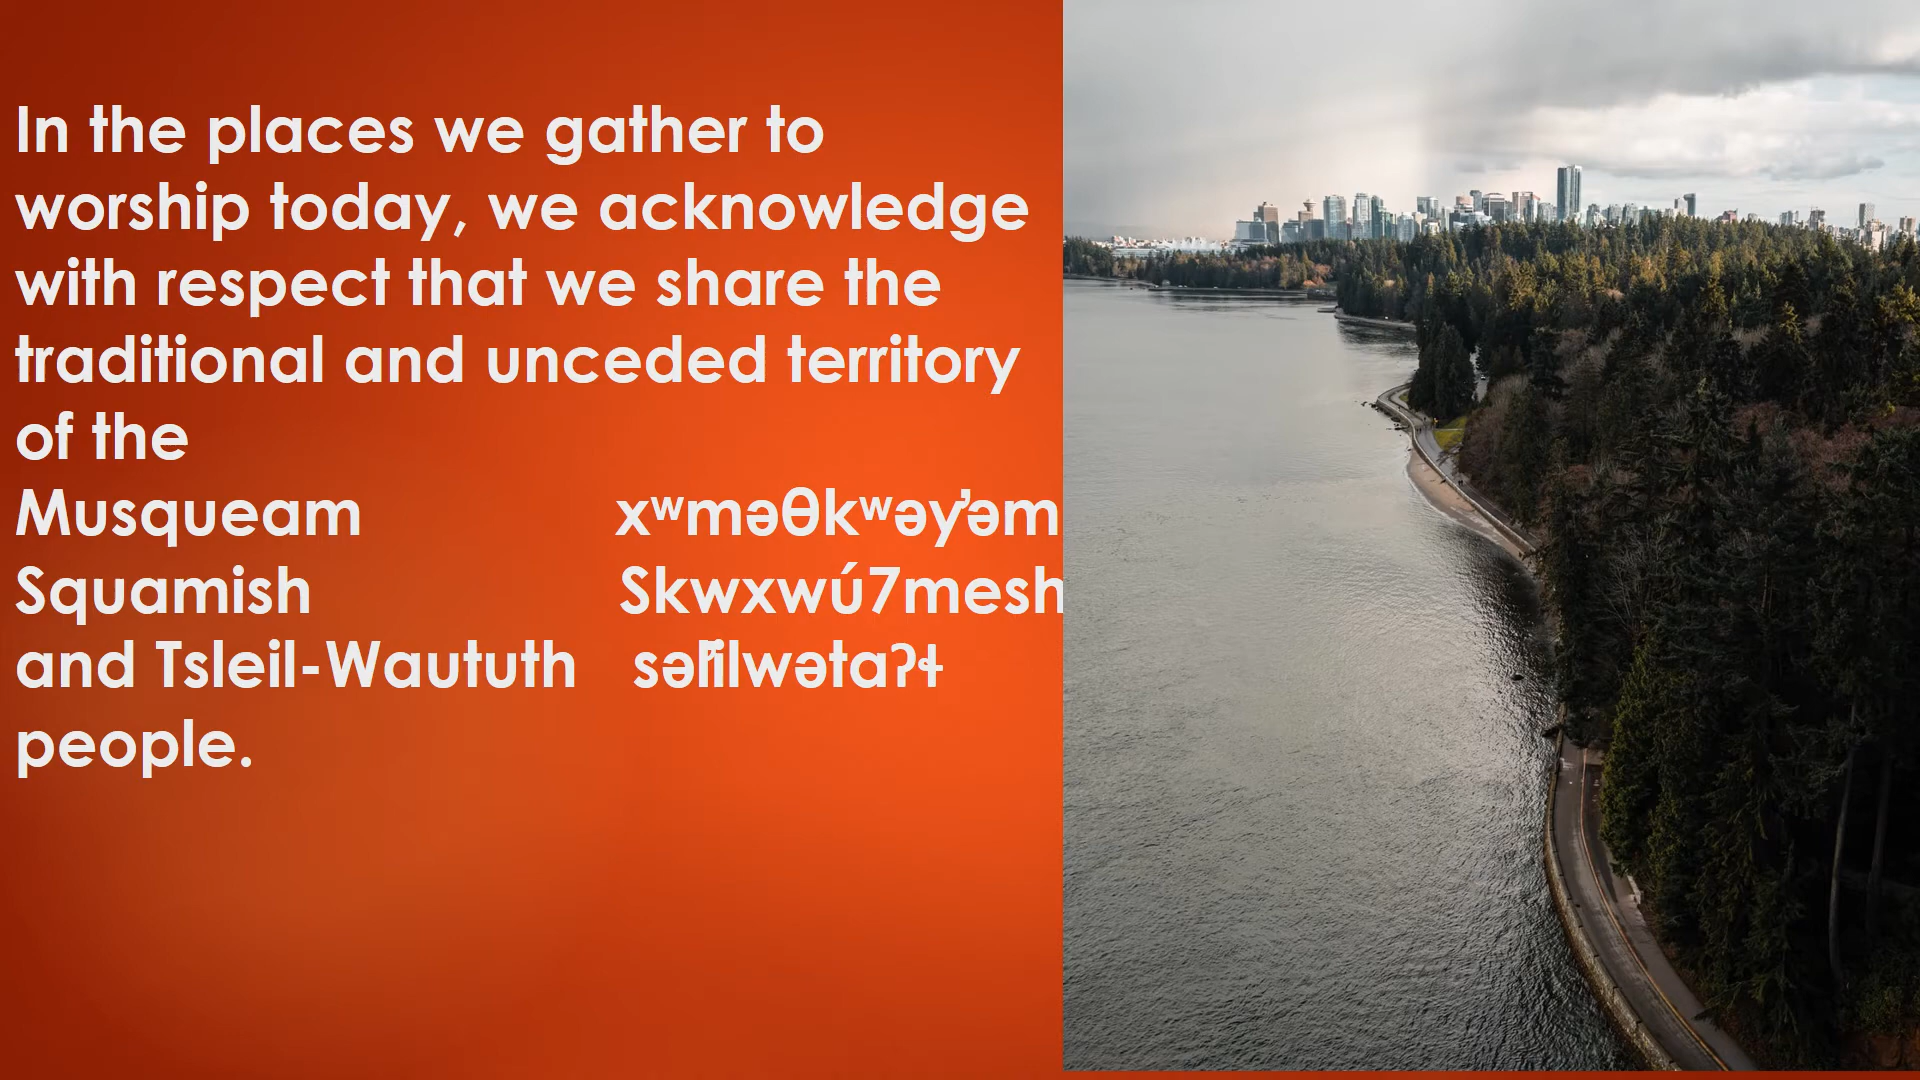 In the places we gather to
worship today, we acknowledge
with respect that we share the
traditional and unceded territory
of the
Musqueam xʷməθkʷəy̓əm
Squamish Skwxwú7mesh
and Tsleil-Waututh səl̓ílwətaʔɬ
people.